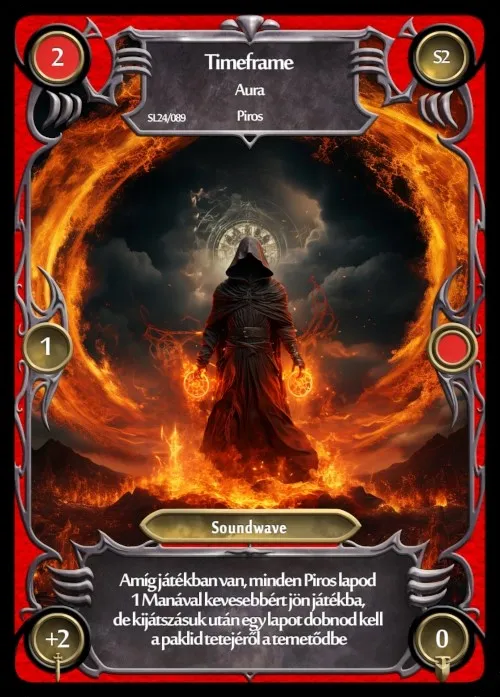 2
S2
Timeframe
Aura
SL24/089
Piros
1
Soundwave
Amíg játékban van, minden Piros lapod
1 Manával kevesebbért jön játékba,
de kijátszásuk után egy lapot dobnod kell
a paklid tetejéről a temetődbe
+2
0